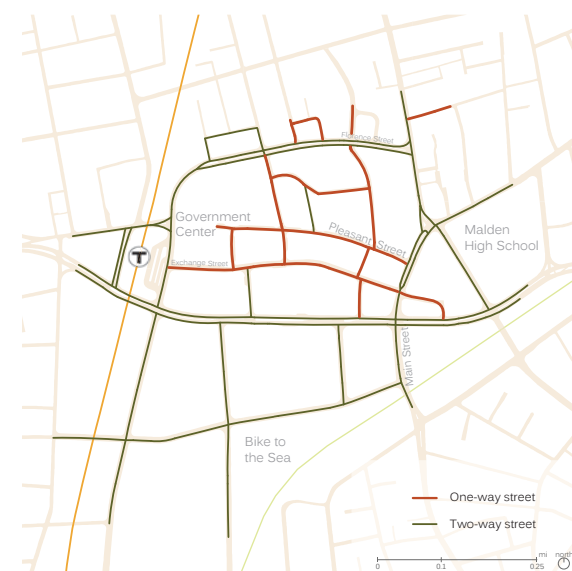 Florence Street
Government
Center
Pleasant Street
Malden
High School
T
Exchange Street
Main Street
Bike to
the Sea
One-way street
Two-way street
mi
north
0
0.1
0.25